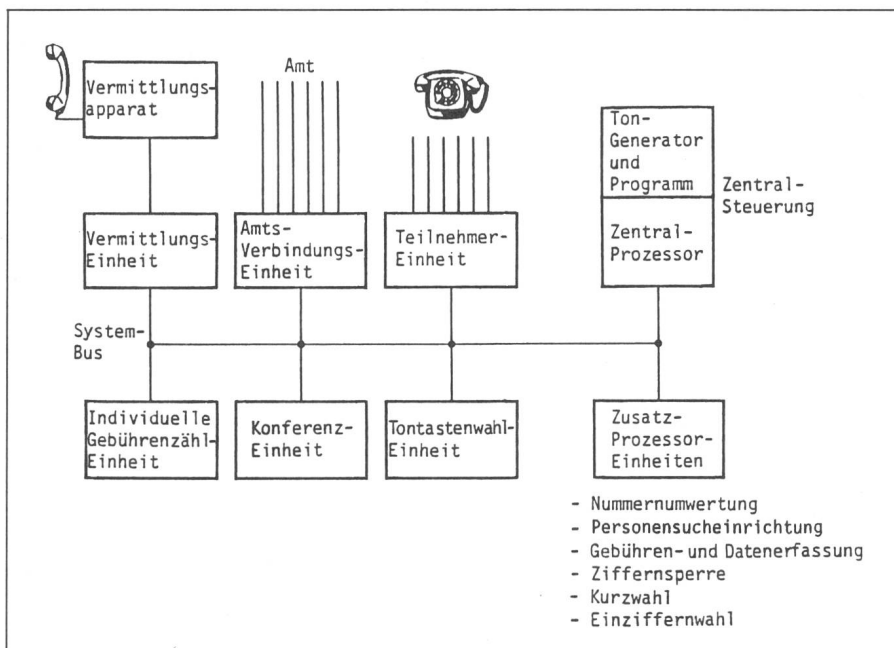 Vermittlungs-
apparat
Amt
Ton-
Generator
und
Programm
Zentral-
Steuerung
Zentral-
Prozessor
Vermittlungs-
Einheit
Amts-
Verbindungs-
Einheit
Teilnehmer-
Einheit
System-
Bus
Individuelle
Gebührenzähl-
Einheit
Konferenz-
Einheit
Tontastenwahl-
Einheit
Zusatz-
Prozessor-
Einheiten
- Nummernumwertung
- Personensucheinrichtung
- Gebühren- und Datenerfassung
- Ziffernsperre
- Kurzwahl
- Einziffernwahl